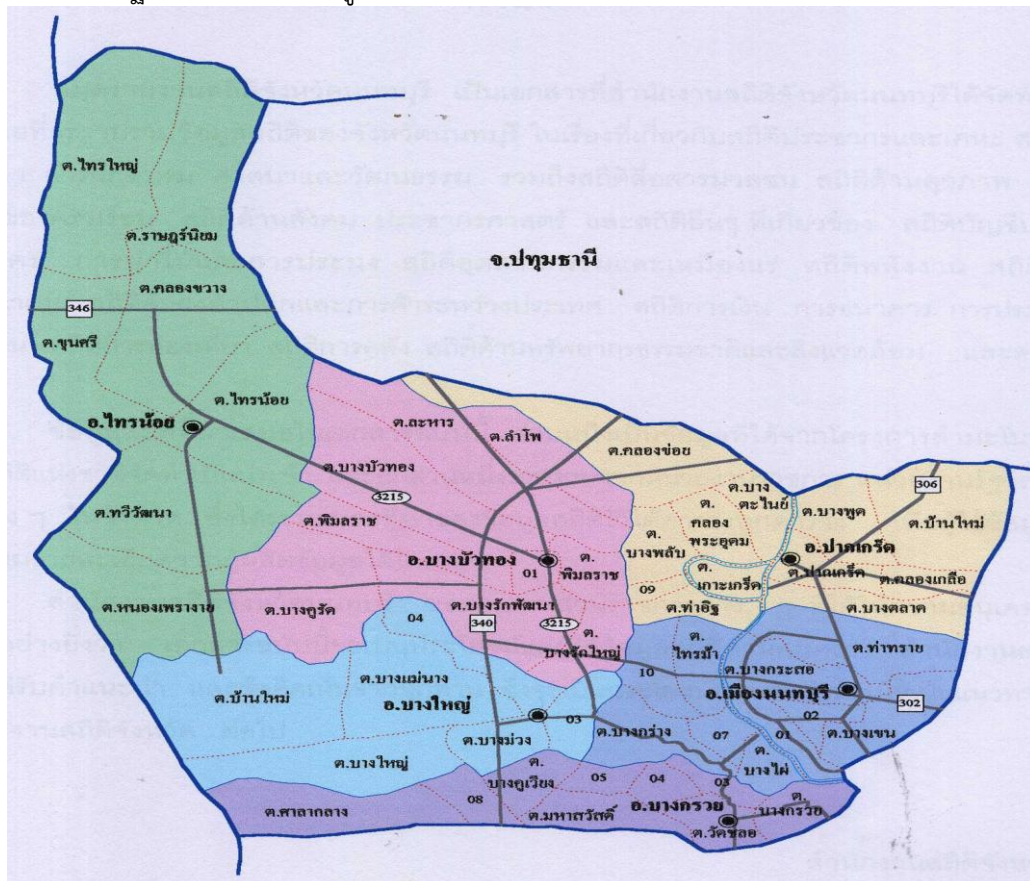 ต.ไทรใหญ่
ต.ราษฎร์นิยม
จ.ปทุมธานี
ต.คลองขวาง
346
ต.ขุนศรี
ต.ไทรน้อย
อ.ไทรน้อย
ต.ละหาร
ต.ลำโพ
ต.คลองข่อย
ต.บางบัวทอง
ต.บาง
ตะไนย์
306
3215
ต.ทวีวัฒนา
ต.พิมลราช
ต.
คลอง
พระอุดม
ต.บางพูด
ต.บ้านใหม่
ต.
บางพลับ
อ.ปากเกร็ด
อ.บางบัวทอง
01
ต.
พิมลราช
ต.ปากเกร็ด
ต.คลองเกลือ
ต.
เกาะเกร็ด
09
ต.หนองเพรางาย
ต.บางคูรัด
04
ต.บางรักพัฒนา
ต.ท่าอิฐ
ต.บางตลาด
340
3215
ต.
บางรักใหญ่
ต.
ไทรม้า
ต.ท่าทราย
ต.บางแม่นาง
10
ต.บางกระสอ
ต.บ้านใหม่
อ.บางใหญ่
อ.เมืองนนทบุรี
302
03
02
ต.บางม่วง
ต.บางกร่าง
07
01
ต.บางเขน
ต.บางใหญ่
ต.
บางไผ่
ต.
บางคูเวียง
05
04
03
08
อ.บางกรวย
ต.
บางกรวย
ต.ศาลากลาง
ต.มหาสวัสดิ์
ต.วัดชลอ